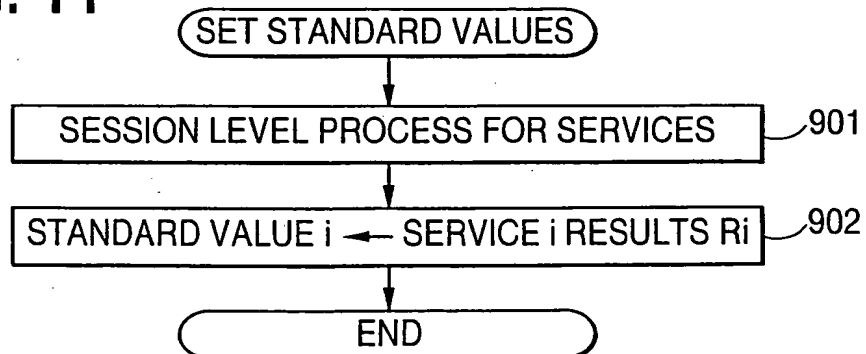 SET STANDARD VALUES
SESSION LEVEL PROCESS FOR SERVICES 901
STANDARD VALUE i ← SERVICE i RESULTS Ri 902
END